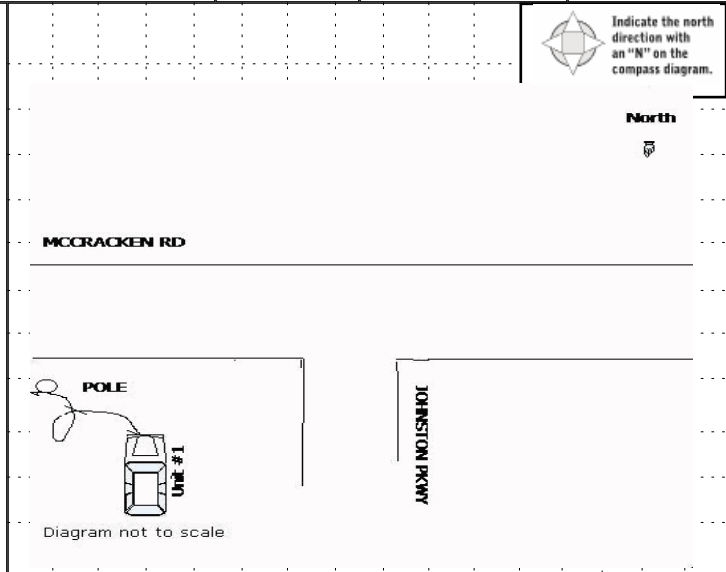 Indicate the north
direction with
an “N” on the
compass diagram.
North
MCCRACKEN RD
POLE
JOHNSTON PKWY
Unit #1
Diagram not to scale